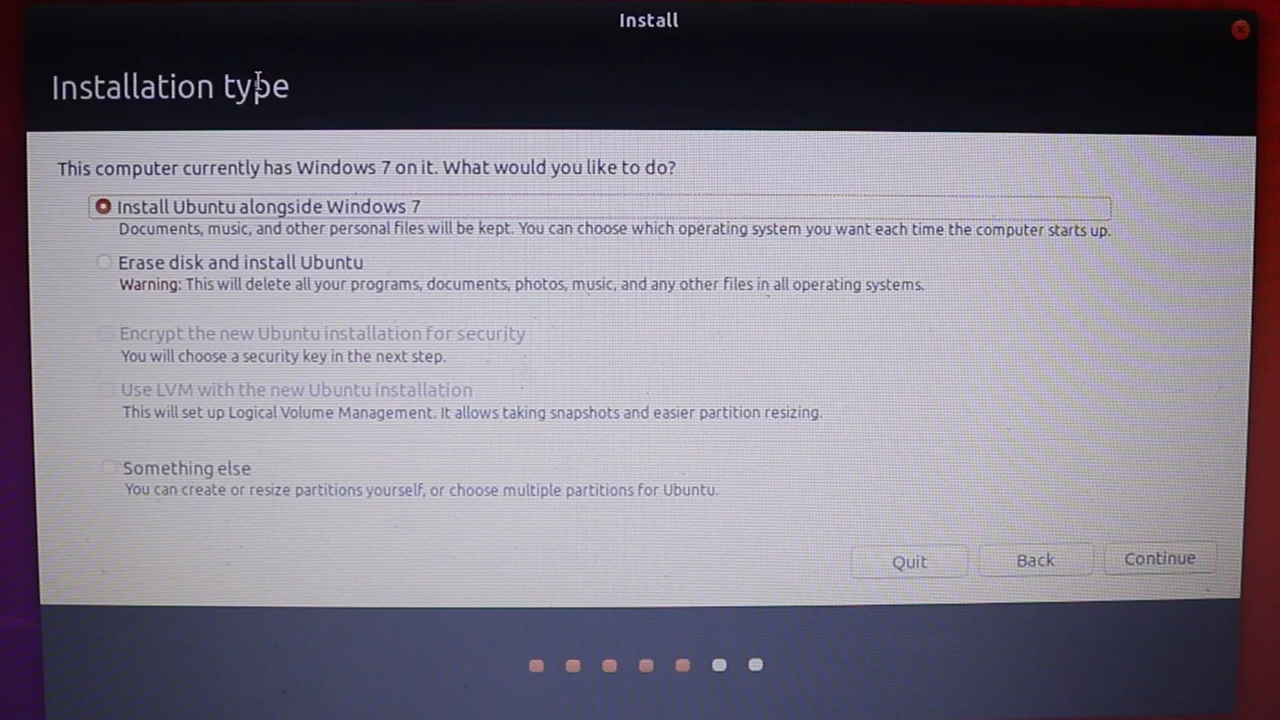 Install
Installation type
This computer currently has Windows 7 on it. What would you like to do?
Install Ubuntu alongside Windows 7
Documents, music, and other personal files will be kept. You can choose which operating system you want each time the computer starts up.
Erase disk and install Ubuntu
Warning: This will delete all your programs, documents, photos, music, and any other files in all operating systems.
Encrypt the new Ubuntu installation for security
You will choose a security key in the next step.
Use LVM with the new Ubuntu installation
This will set up Logical Volume Management. It allows taking snapshots and easier partition resizing.
Something else
You can create or resize partitions yourself, or choose multiple partitions for Ubuntu.
Quit
Back
Continue